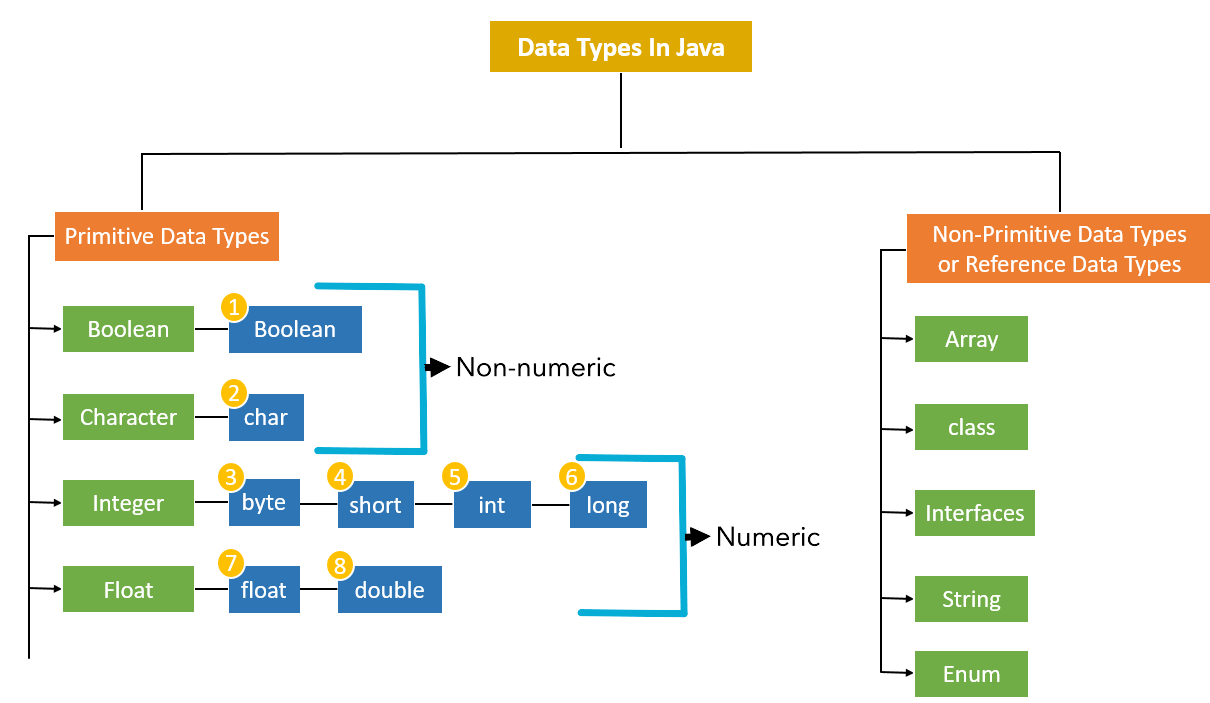 Data Types In Java
Primitive Data Types
Boolean
1
Boolean
Character
2
char
Non-numeric
Integer
3
byte
4
short
5
int
6
long
Float
7
float
8
double
Numeric
Non-Primitive Data Types
or Reference Data Types
Array
class
Interfaces
String
Enum